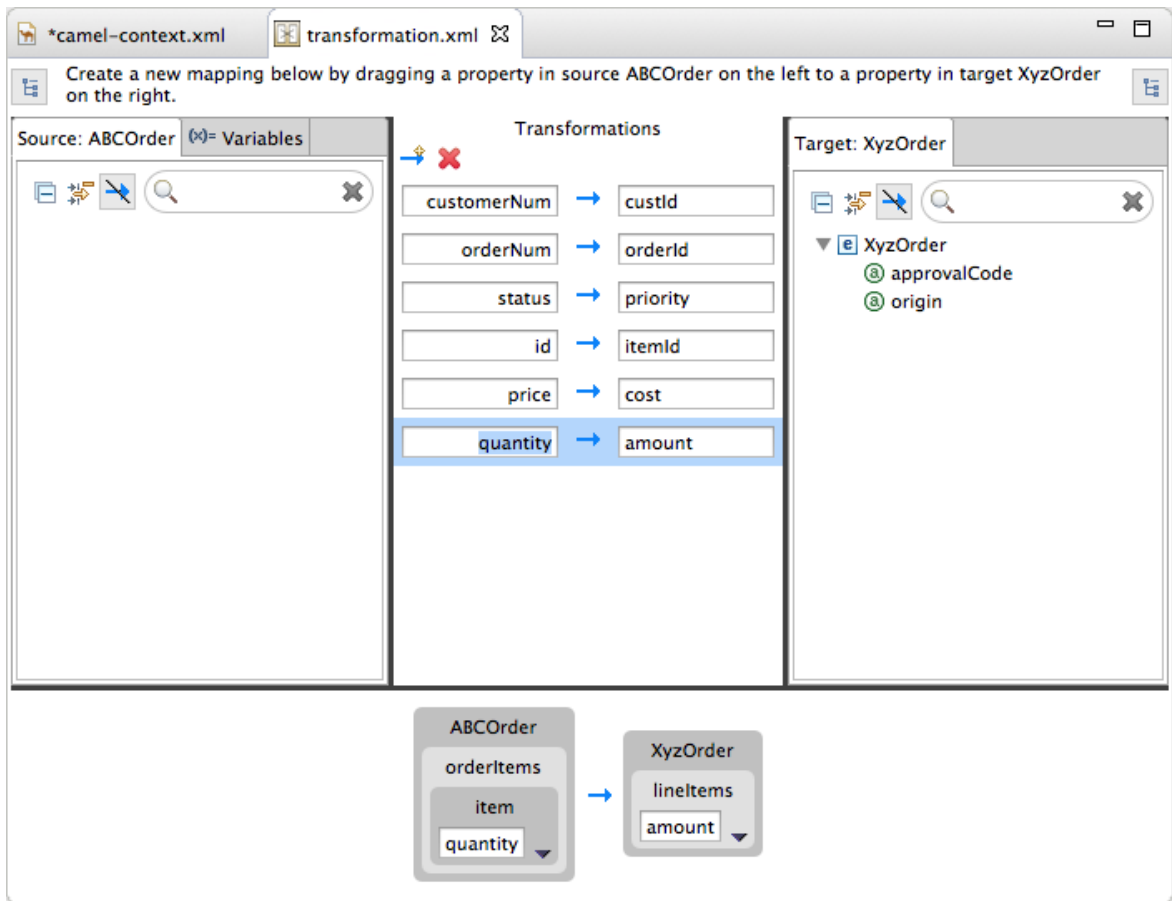 *camel-context.xml
transformation.xml
Create a new mapping below by dragging a property in source ABCOrder on the left to a property in target XyzOrder
on the right.
Source: ABCOrder
(x)= Variables
Transformations
Target: XyzOrder
customerNum
custId
orderNum
orderId
status
priority
id
itemId
price
cost
quantity
amount
e XyzOrder
a approvalCode
a origin
ABCOrder
orderItems
item
quantity
XyzOrder
lineItems
amount